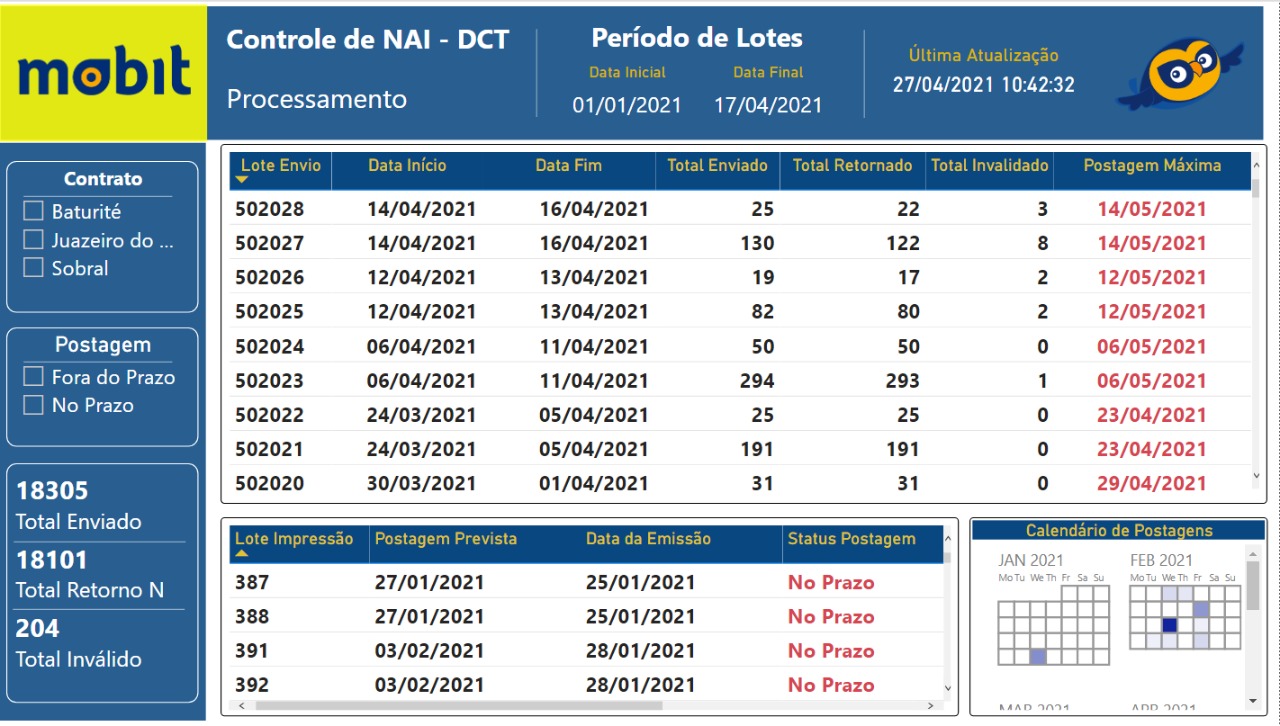 mobit
Controle de NAI - DCT
Processamento
Período de Lotes
Data Inicial Data Final
01/01/2021 17/04/2021
Última Atualização
27/04/2021 10:42:32
Contrato
Baturité
Juazeiro do ...
Sobral
Postagem
Fora do Prazo
No Prazo
18305
Total Enviado
18101
Total Retorno N
204
Total Inválido
Lote Envio Data Início Data Fim Total Enviado Total Retornado Total Invalidado Postagem Máxima
502028 14/04/2021 16/04/2021 25 22 3 14/05/2021
502027 14/04/2021 16/04/2021 130 122 8 14/05/2021
502026 12/04/2021 13/04/2021 19 17 2 12/05/2021
502025 12/04/2021 13/04/2021 82 80 2 12/05/2021
502024 06/04/2021 11/04/2021 50 50 0 06/05/2021
502023 06/04/2021 11/04/2021 294 293 1 06/05/2021
502022 24/03/2021 05/04/2021 25 25 0 23/04/2021
502021 24/03/2021 05/04/2021 191 191 0 23/04/2021
502020 30/03/2021 01/04/2021 31 31 0 29/04/2021
Lote Impressão Postagem Prevista Data da Emissão Status Postagem
387 27/01/2021 25/01/2021 No Prazo
388 27/01/2021 25/01/2021 No Prazo
391 03/02/2021 28/01/2021 No Prazo
392 03/02/2021 28/01/2021 No Prazo
Calendário de Postagens
JAN 2021 FEB 2021
Mo Tu We Th Fr Sa Su Mo Tu We Th Fr Sa Su
MAR 2021 APR 2021